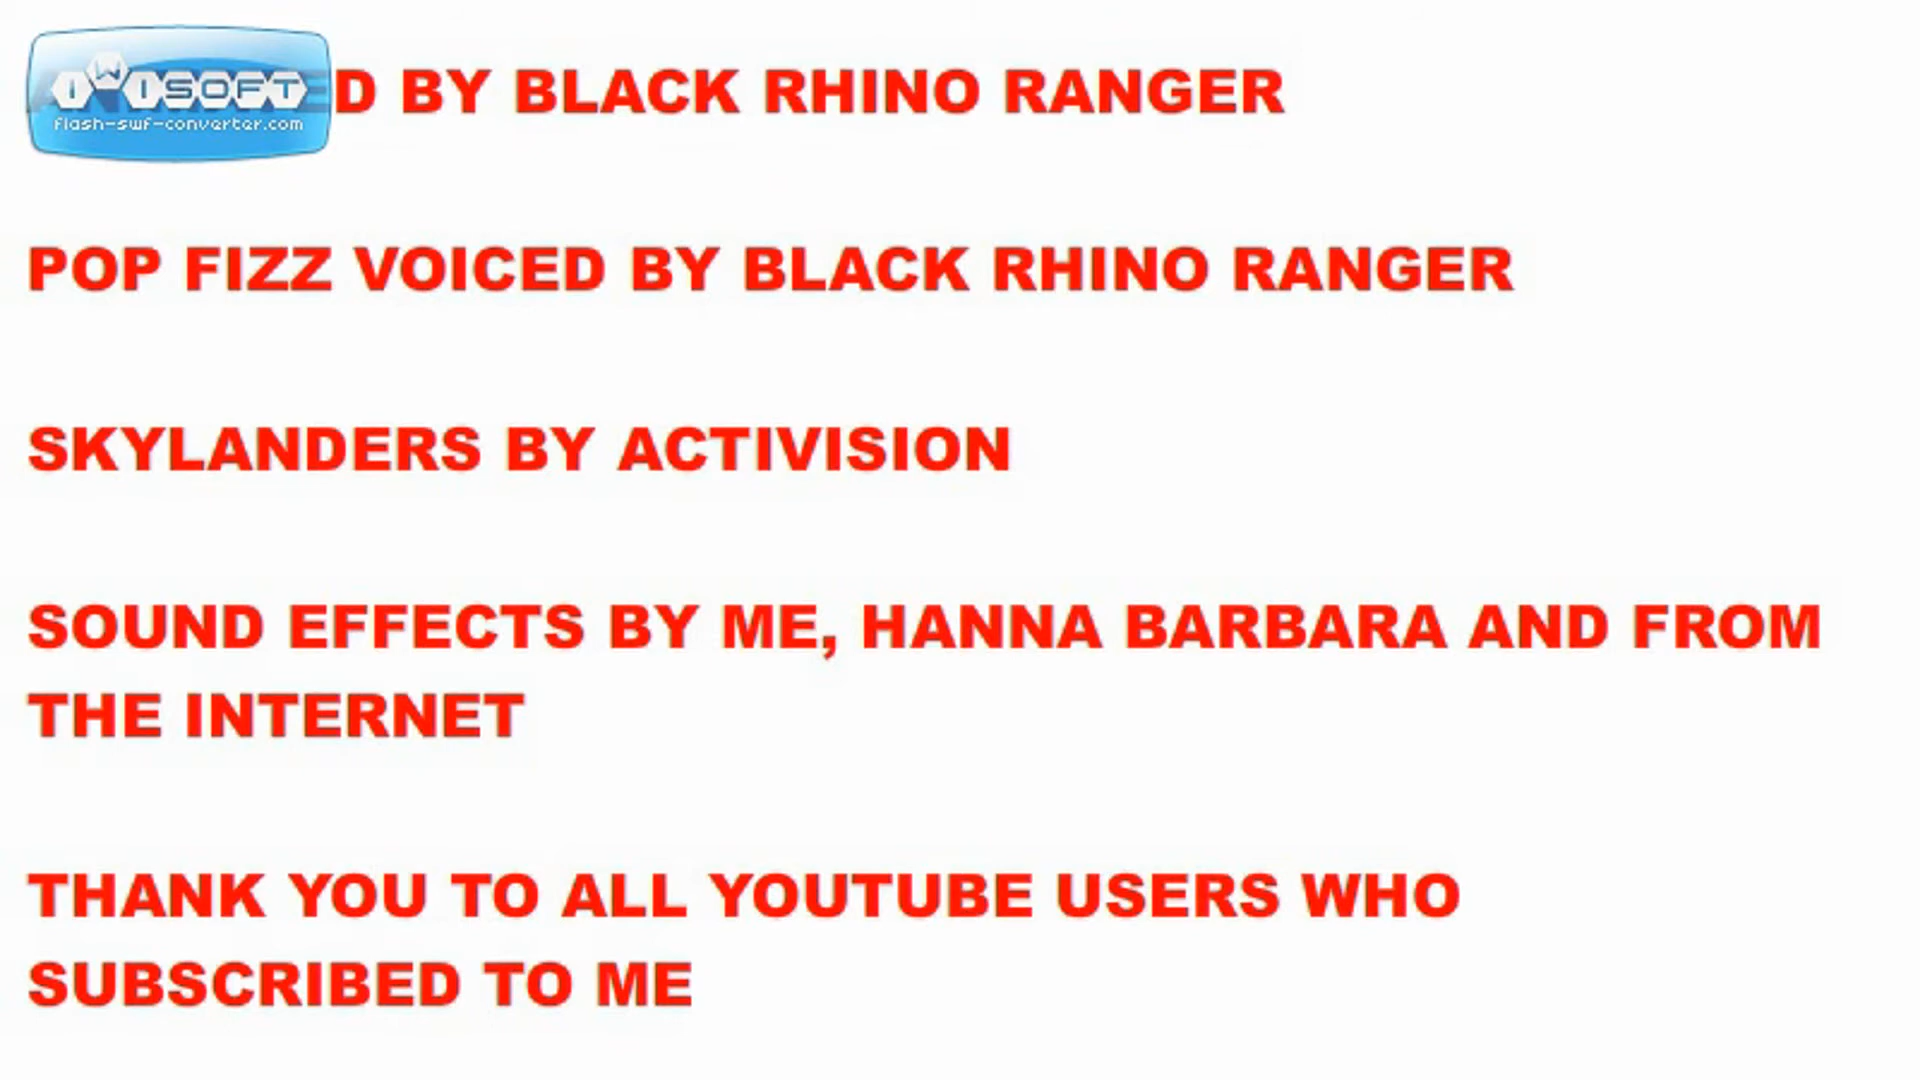 iWiSOFT
flash-swf-converter.com
D BY BLACK RHINO RANGER
POP FIZZ VOICED BY BLACK RHINO RANGER
SKYLANDERS BY ACTIVISION
SOUND EFFECTS BY ME, HANNA BARBARA AND FROM
THE INTERNET
THANK YOU TO ALL YOUTUBE USERS WHO
SUBSCRIBED TO ME